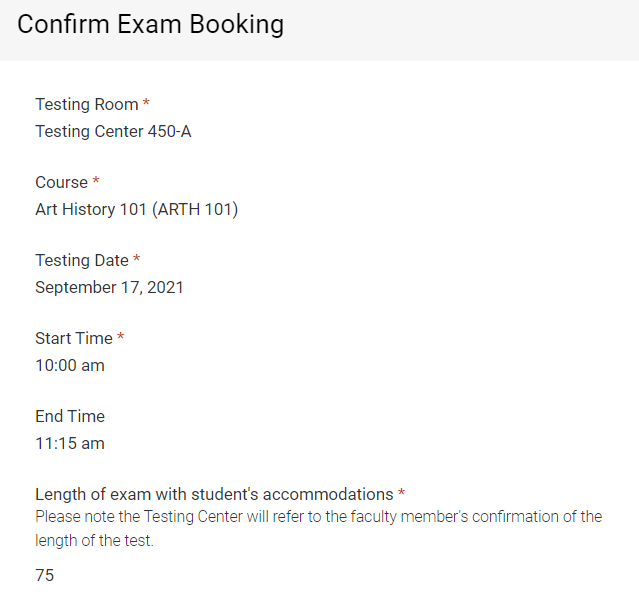 Confirm Exam Booking
Testing Room *
Testing Center 450-A
Course *
Art History 101 (ARTH 101)
Testing Date *
September 17, 2021
Start Time *
10:00 am
End Time
11:15 am
Length of exam with student's accommodations *
Please note the Testing Center will refer to the faculty member's confirmation of the
length of the test.
75